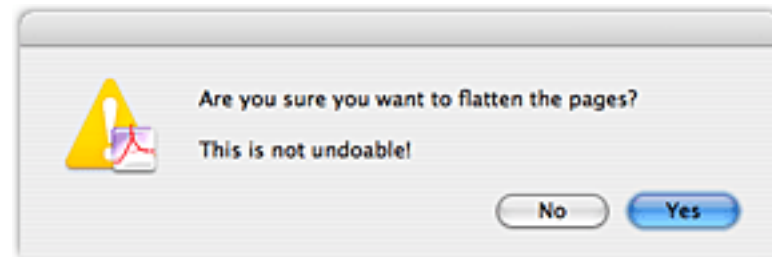 Are you sure you want to flatten the pages?
This is not undoable!
No Yes